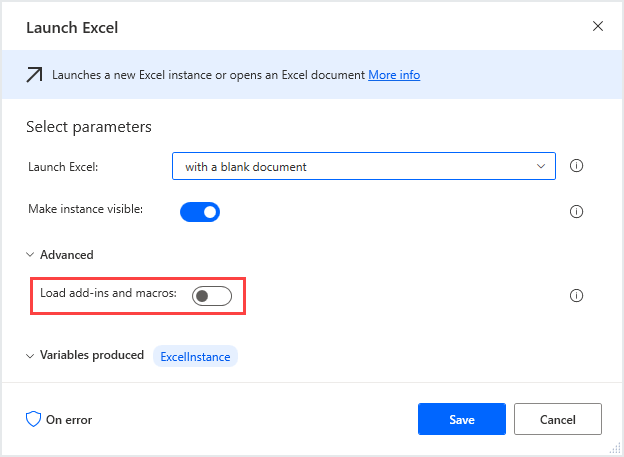 Launch Excel
Launches a new Excel instance or opens an Excel document More info
Select parameters
Launch Excel: with a blank document
Make instance visible:
Advanced
Load add-ins and macros:
Variables produced ExcelInstance
On error Save Cancel